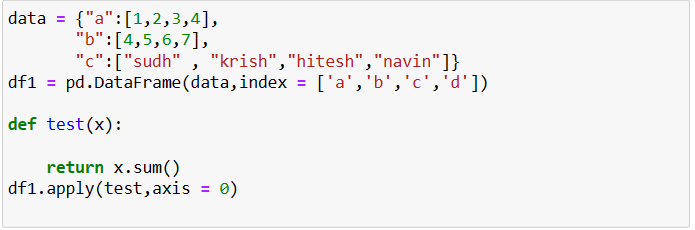 data = {"a":[1,2,3,4],
       "b":[4,5,6,7],
       "c":["sudh" , "krish","hitesh","navin"]}
df1 = pd.DataFrame(data,index = ['a','b','c','d'])
def test(x):
    return x.sum()
df1.apply(test,axis = 0)